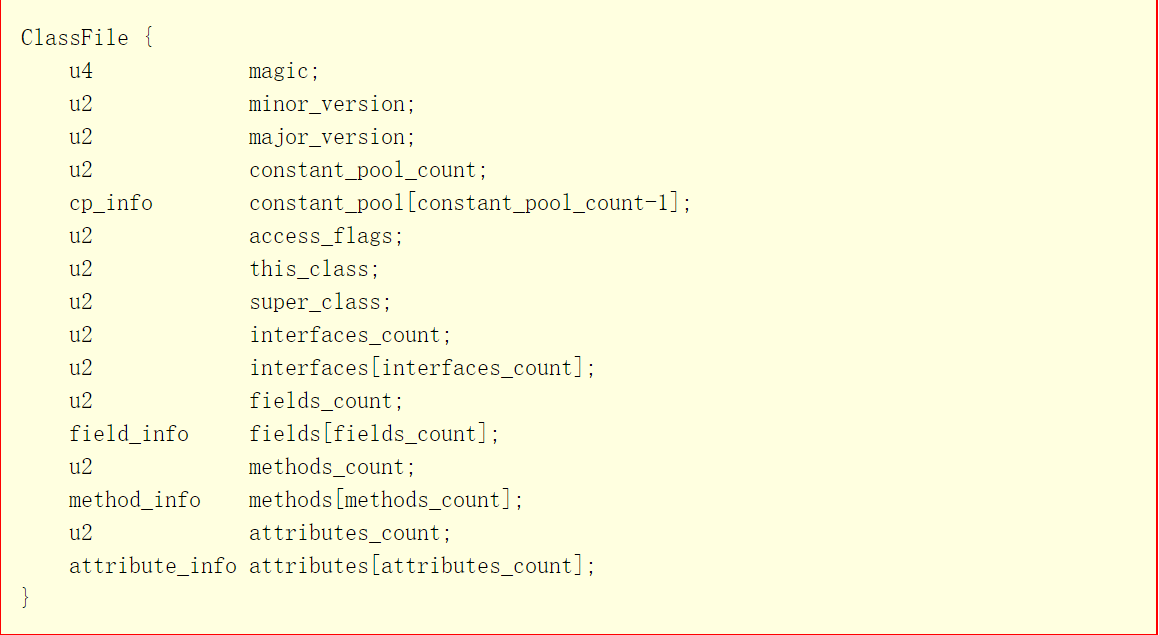 ClassFile {
    u4             magic;
    u2             minor_version;
    u2             major_version;
    u2             constant_pool_count;
    cp_info        constant_pool[constant_pool_count-1];
    u2             access_flags;
    u2             this_class;
    u2             super_class;
    u2             interfaces_count;
    u2             interfaces[interfaces_count];
    u2             fields_count;
    field_info     fields[fields_count];
    u2             methods_count;
    method_info    methods[methods_count];
    u2             attributes_count;
    attribute_info attributes[attributes_count];
}